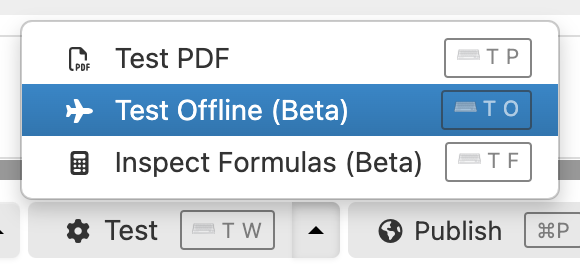 PDF
Test PDF T P
Test Offline (Beta) T O
Inspect Formulas (Beta) T F
Test T W Publish ⌘P